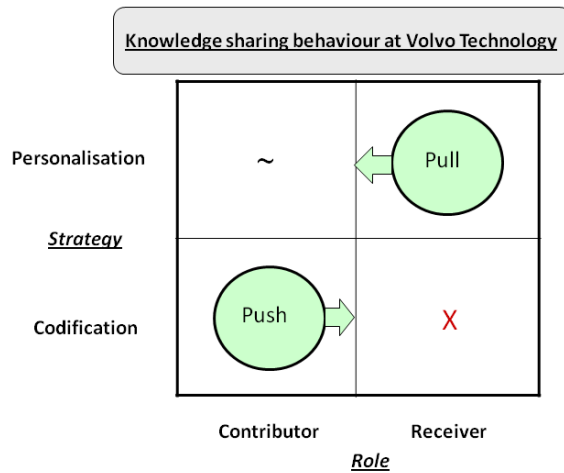 Knowledge sharing behaviour at Volvo Technology
Personalisation
~
Pull
Strategy
Codification
Push
X
Contributor
Receiver
Role